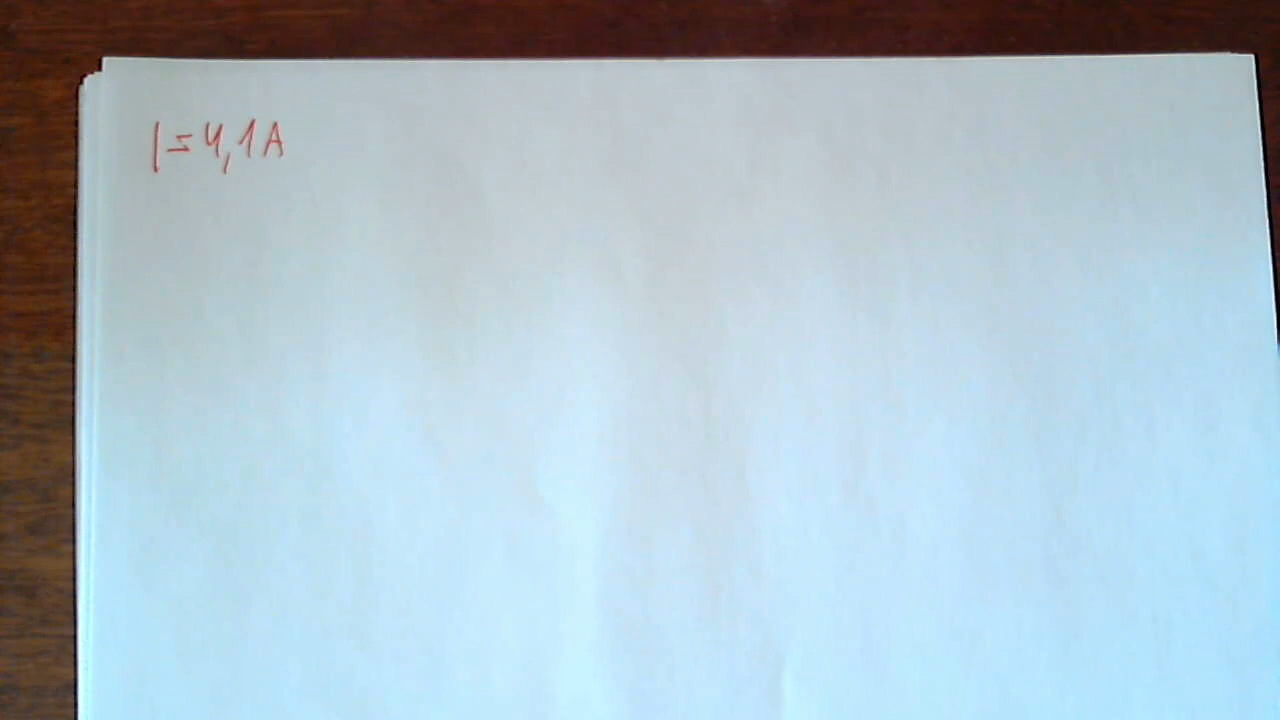 I = 4,1A